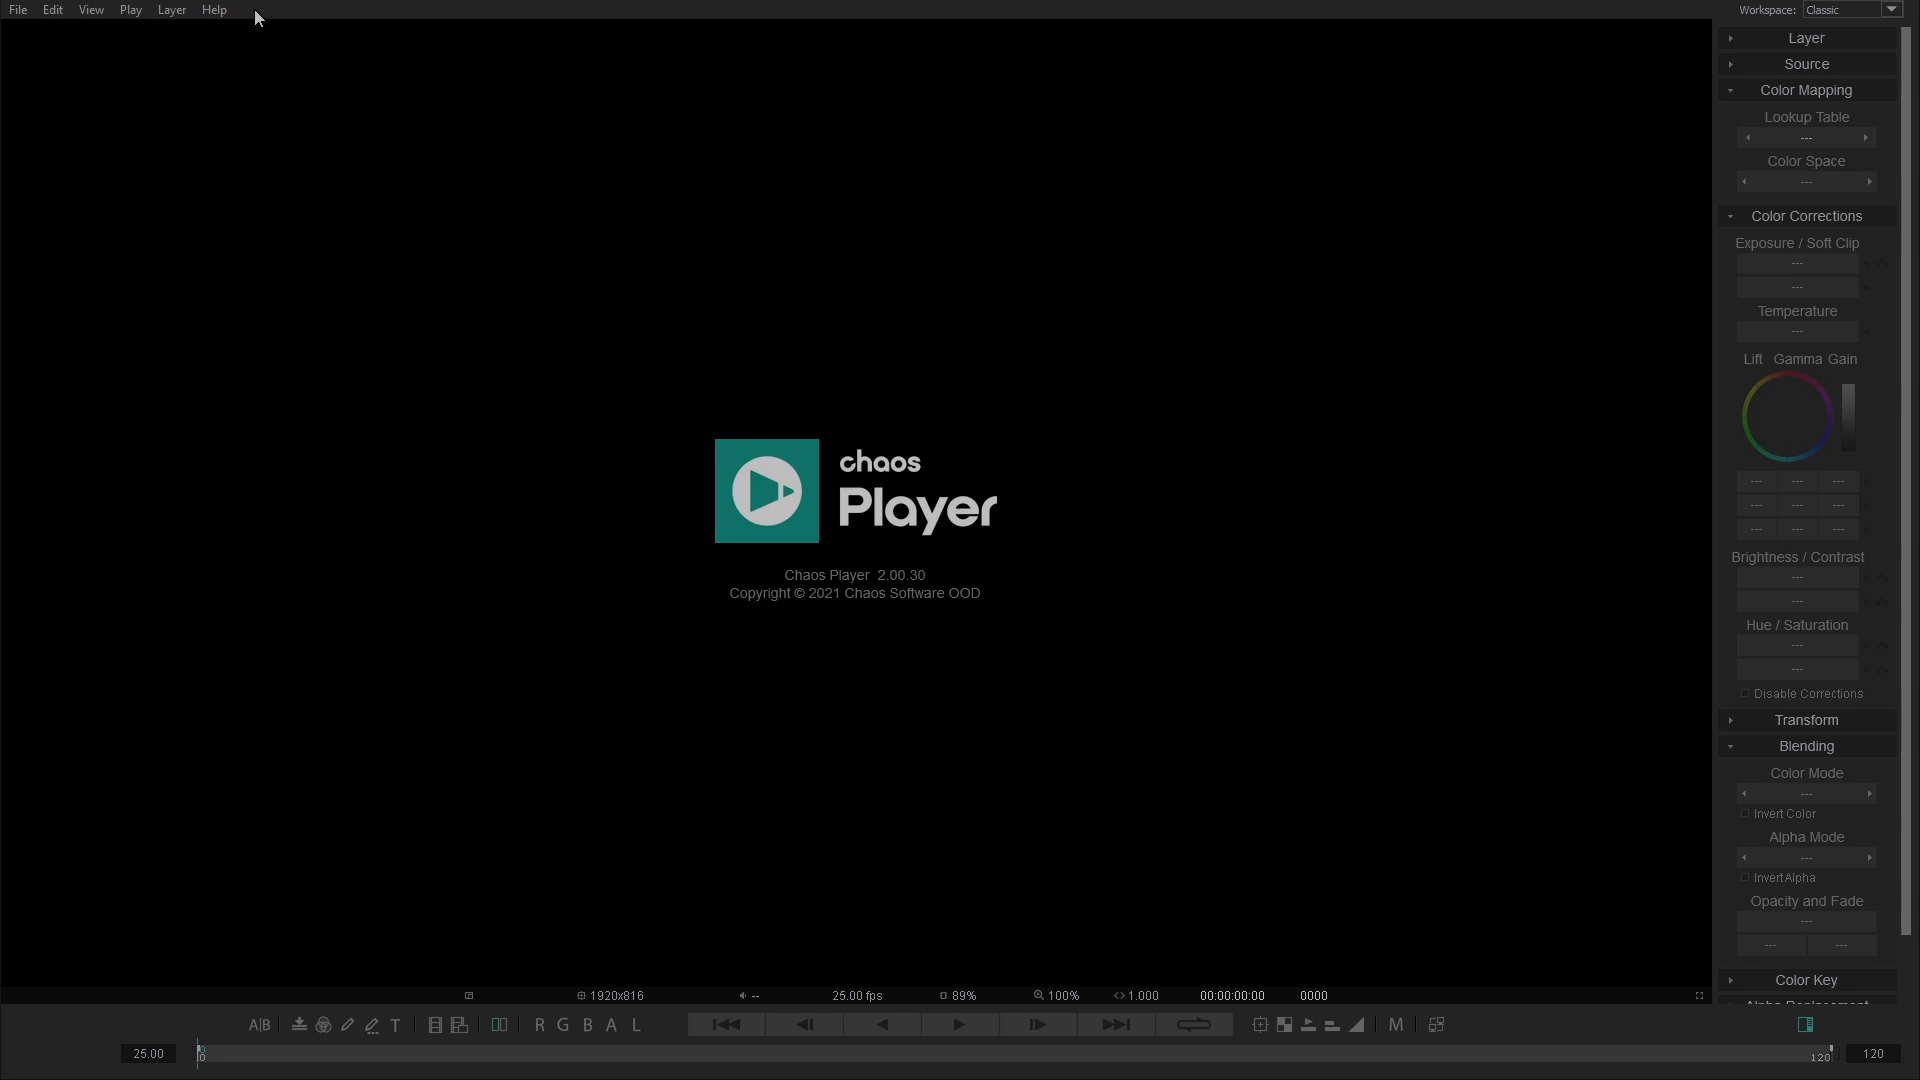 File Edit View Play Layer Help
Workspace: Classic
Layer
Source
Color Mapping
Lookup Table
---
Color Space
---
Color Corrections
Exposure / Soft Clip
---
---
Temperature
---
Lift Gamma Gain
--- --- ---
--- --- ---
--- --- ---
Brightness / Contrast
---
---
Hue / Saturation
---
---
Disable Corrections
Transform
Blending
Color Mode
---
Invert Color
Alpha Mode
---
Invert Alpha
Opacity and Fade
---
--- ---
Color Key
Alpha Replacement
chaos
Player
Chaos Player 2.00.30
Copyright © 2021 Chaos Software OOD
1920x816 -- 25.00 fps 89% 100% <> 1.000 00:00:00:00 0000
A|B T R G B A L M
25.00 0 120 120